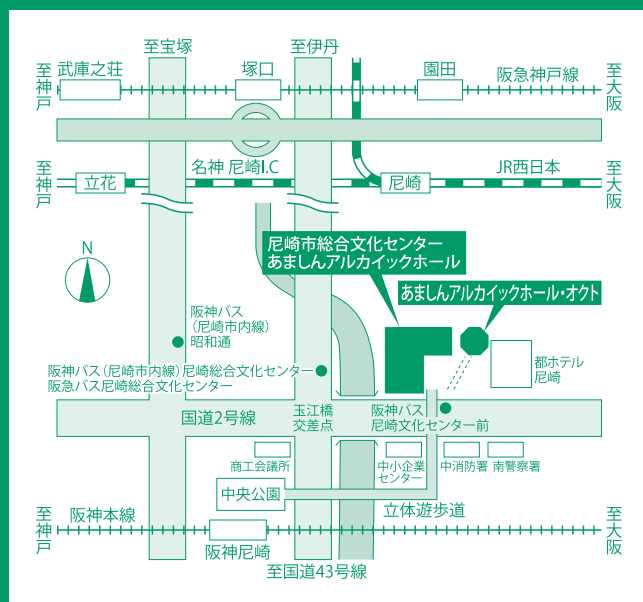 至宝塚
至伊丹
至神戸
武庫之荘
塚口
園田
阪急神戸線
至大阪
名神 尼崎I.C
JR西日本
至神戸
立花
尼崎
至大阪
尼崎市総合文化センター
あましんアルカイックホール
N
あましんアルカイックホール・オクト
阪神バス
(尼崎市内線)
昭和通
都ホテル
尼崎
阪神バス(尼崎市内線)尼崎総合文化センター
阪急バス尼崎総合文化センター
国道2号線
玉江橋
交差点
阪神バス
尼崎文化センター前
商工会議所
中小企業
センター
中消防署
南警察署
中央公園
立体遊歩道
至神戸
阪神本線
阪神尼崎
至大阪
至国道43号線